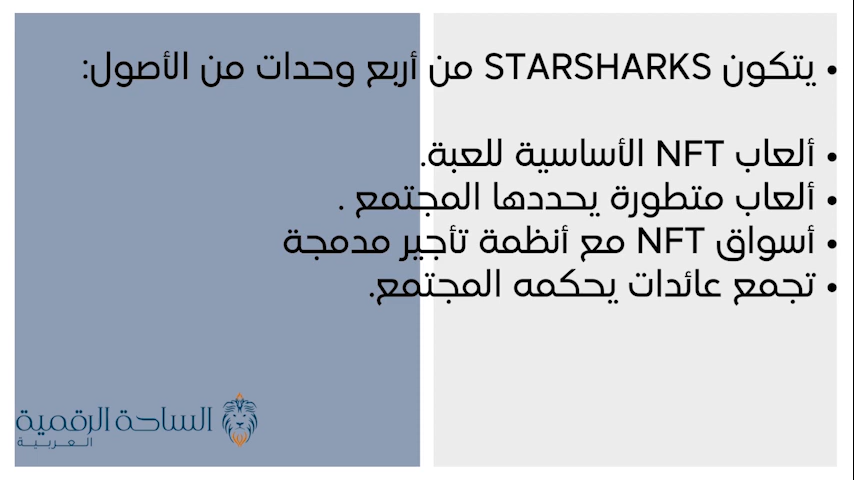 • يتكون STARSHARKS من أربع وحدات من الأصول:
• ألعاب NFT الأساسية للعبة.
• ألعاب متطورة يحددها المجتمع .
• أسواق NFT مع أنظمة تأجير مدمجة
• تجمع عائدات يحكمه المجتمع.
الساحة الرقمية
العربية